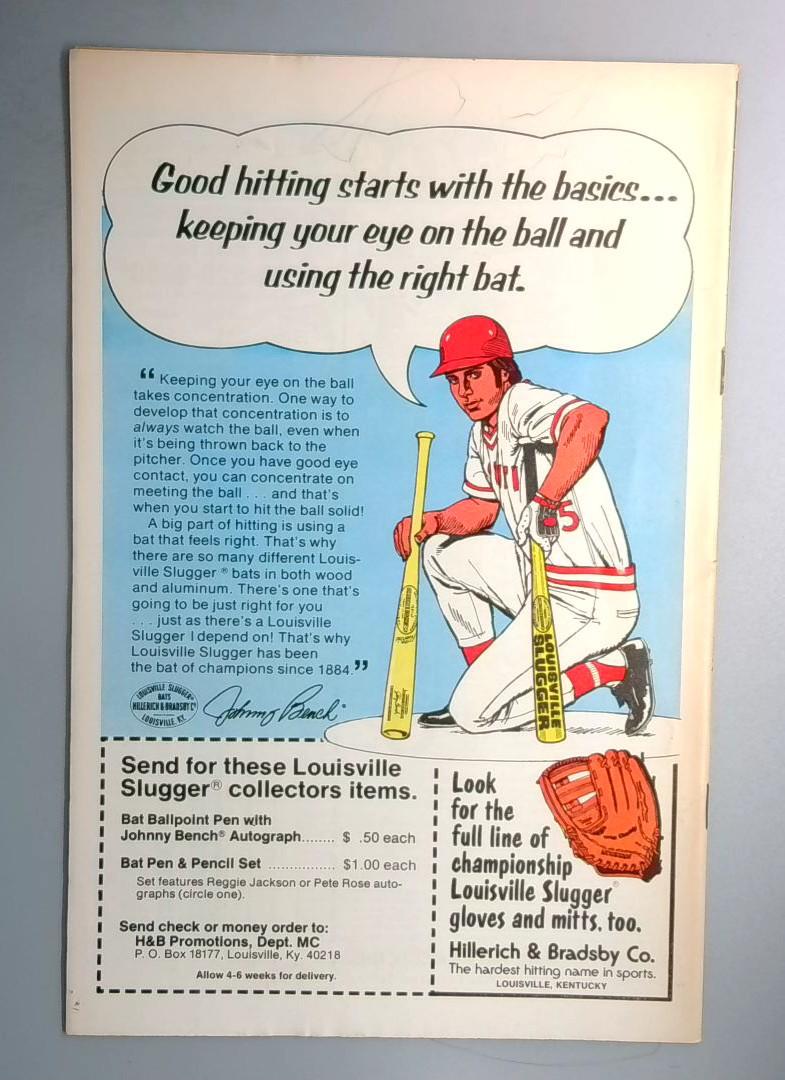 Good hitting starts with the basics...
keeping your eye on the ball and
using the right bat.
“ Keeping your eye on the ball
takes concentration. One way to
develop that concentration is to
always watch the ball, even when
it's being thrown back to the
pitcher. Once you have good eye
contact, you can concentrate on
meeting the ball . . . and that's
when you start to hit the ball solid!
A big part of hitting is using a
bat that feels right. That's why
there are so many different Louis-
ville Slugger ® bats in both wood
and aluminum. There's one that's
going to be just right for you
. . . just as there's a Louisville
Slugger I depend on! That's why
Louisville Slugger has been
the bat of champions since 1884.”
5
LOUISVILLE
SLUGGER
LOUISVILLE SLUGGER
BATS
HILLERICH & BRADSBY Cº
LOUISVILLE, KY.
Johnny Bench®
Send for these Louisville
Slugger® collectors items.
Bat Ballpoint Pen with
Johnny Bench® Autograph........ $ .50 each
Bat Pen & Pencil Set ................ $1.00 each
Set features Reggie Jackson or Pete Rose auto-
graphs (circle one).
Send check or money order to:
H&B Promotions, Dept. MC
P. O. Box 18177, Louisville, Ky. 40218
Allow 4-6 weeks for delivery.
Look
for the
full line of
championship
Louisville Slugger®
gloves and mitts, too.
Hillerich & Bradsby Co.
The hardest hitting name in sports.
LOUISVILLE, KENTUCKY